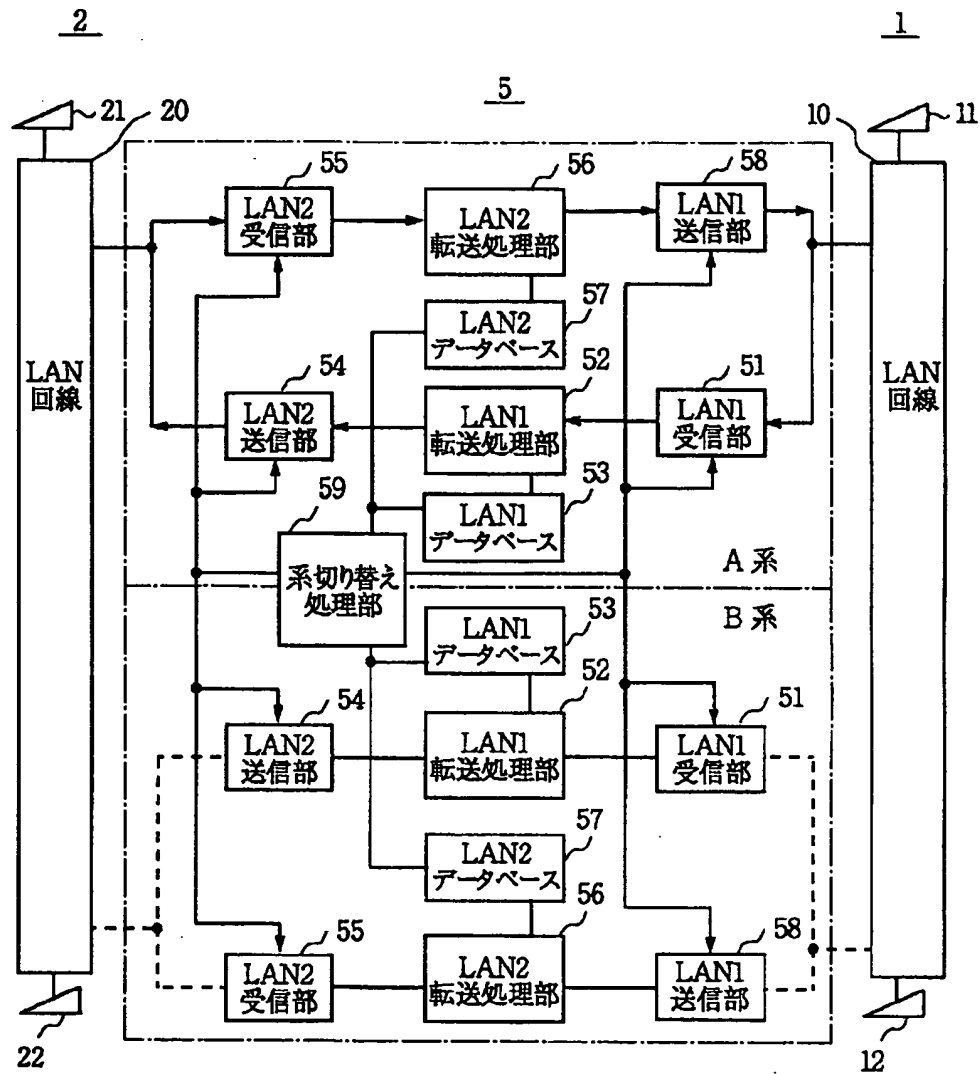 2
1
5
21
20
10
11
55
56
58
LAN2
受信部
LAN2
転送処理部
LAN1
送信部
57
LAN2
データベース
LAN
回線
LAN
回線
54
52
51
LAN2
送信部
LAN1
転送処理部
LAN1
受信部
59
53
LAN1
データベース
系切り替え
処理部
A系
B系
53
LAN1
データベース
54
52
51
LAN2
送信部
LAN1
転送処理部
LAN1
受信部
57
LAN2
データベース
55
56
58
LAN2
受信部
LAN2
転送処理部
LAN1
送信部
22
12